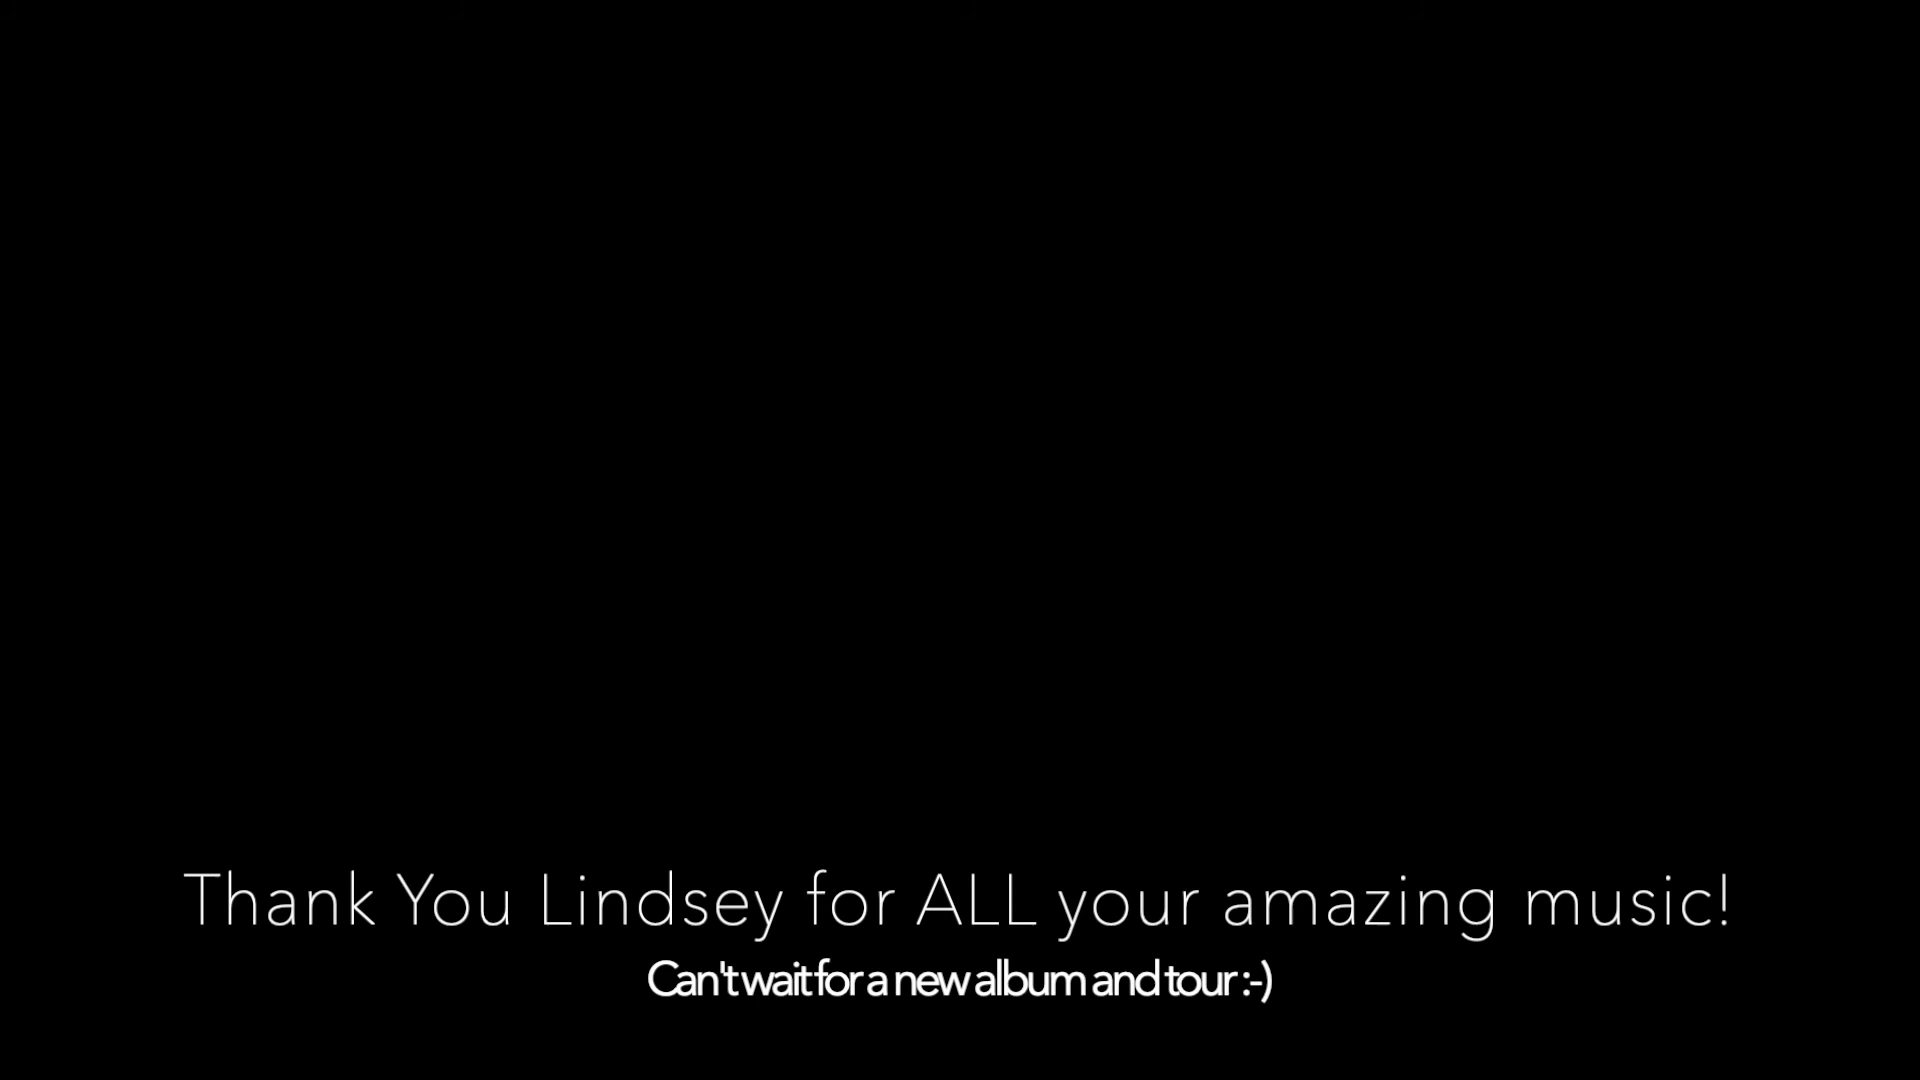 Thank You Lindsey for ALL your amazing music!
Can't wait for a new album and tour :-)